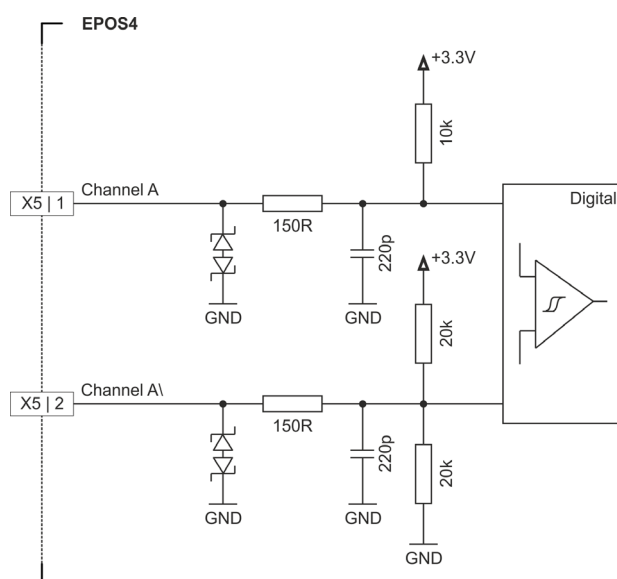 EPOS4
+3.3V
10k
X5 | 1
Channel A
Digital
150R
220p
GND
GND
+3.3V
20k
X5 | 2
Channel A\
150R
220p
20k
GND
GND
GND